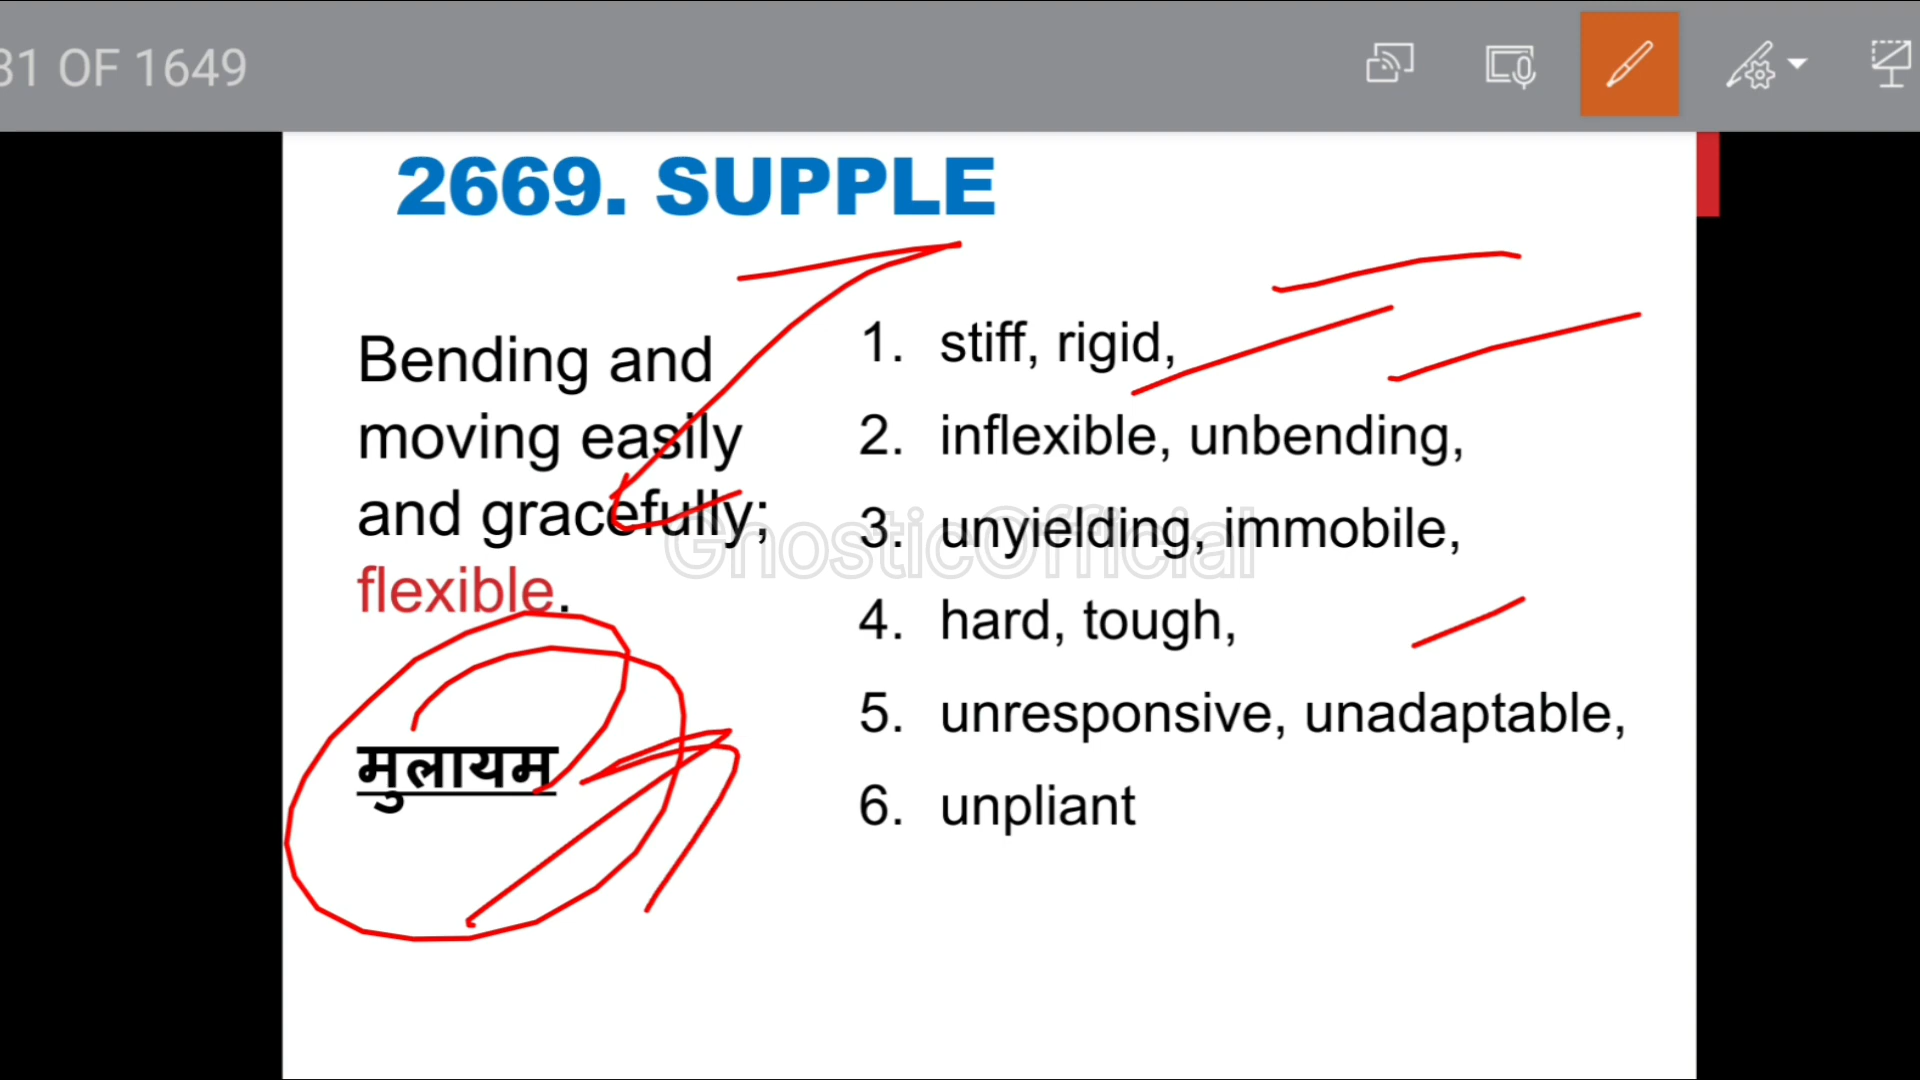 31 OF 1649
2669. SUPPLE
Bending and
moving easily
and gracefully;
flexible.
मुलायम
1. stiff, rigid,
2. inflexible, unbending,
3. unyielding, immobile,
4. hard, tough,
5. unresponsive, unadaptable,
6. unpliant
GnosticOfficial